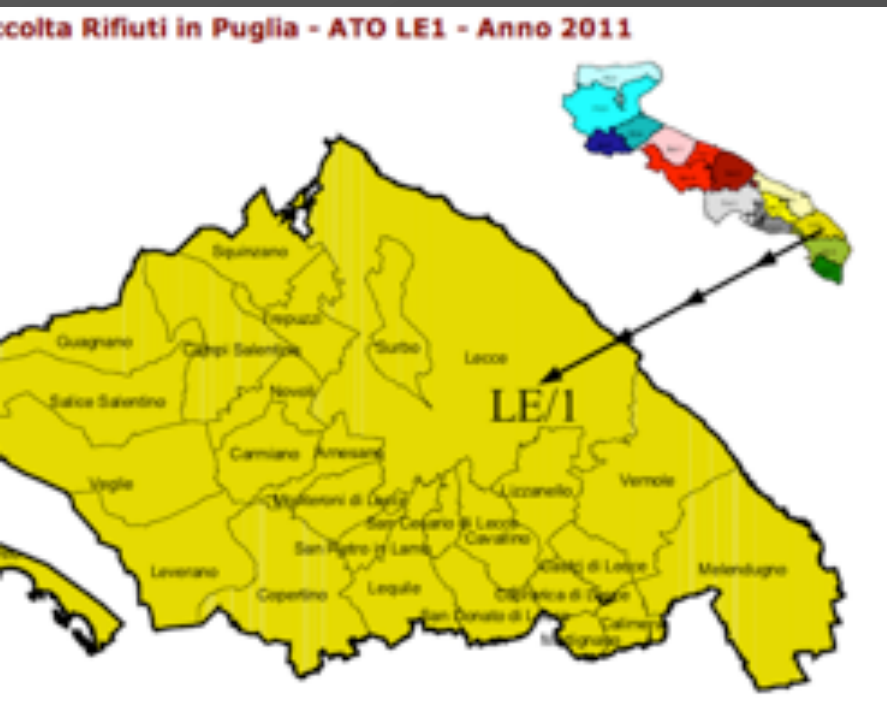 ccolta Rifiuti in Puglia - ATO LE1 - Anno 2011
Squinzano
Trepuzzi
Guagnano
Campi Salentina
Surbo
Lecce
Salice Salentino
Novoli
LE/1
Carmiano
Arnesano
Veglie
Monteroni di Lecce
Lizzanello
Vernole
San Cesario di Lecce
Cavallino
San Pietro in Lama
Leverano
Castri di Lecce
Melendugno
Copertino
Lequile
Caprarica di Lecce
San Donato di L
Calimera
Martignano